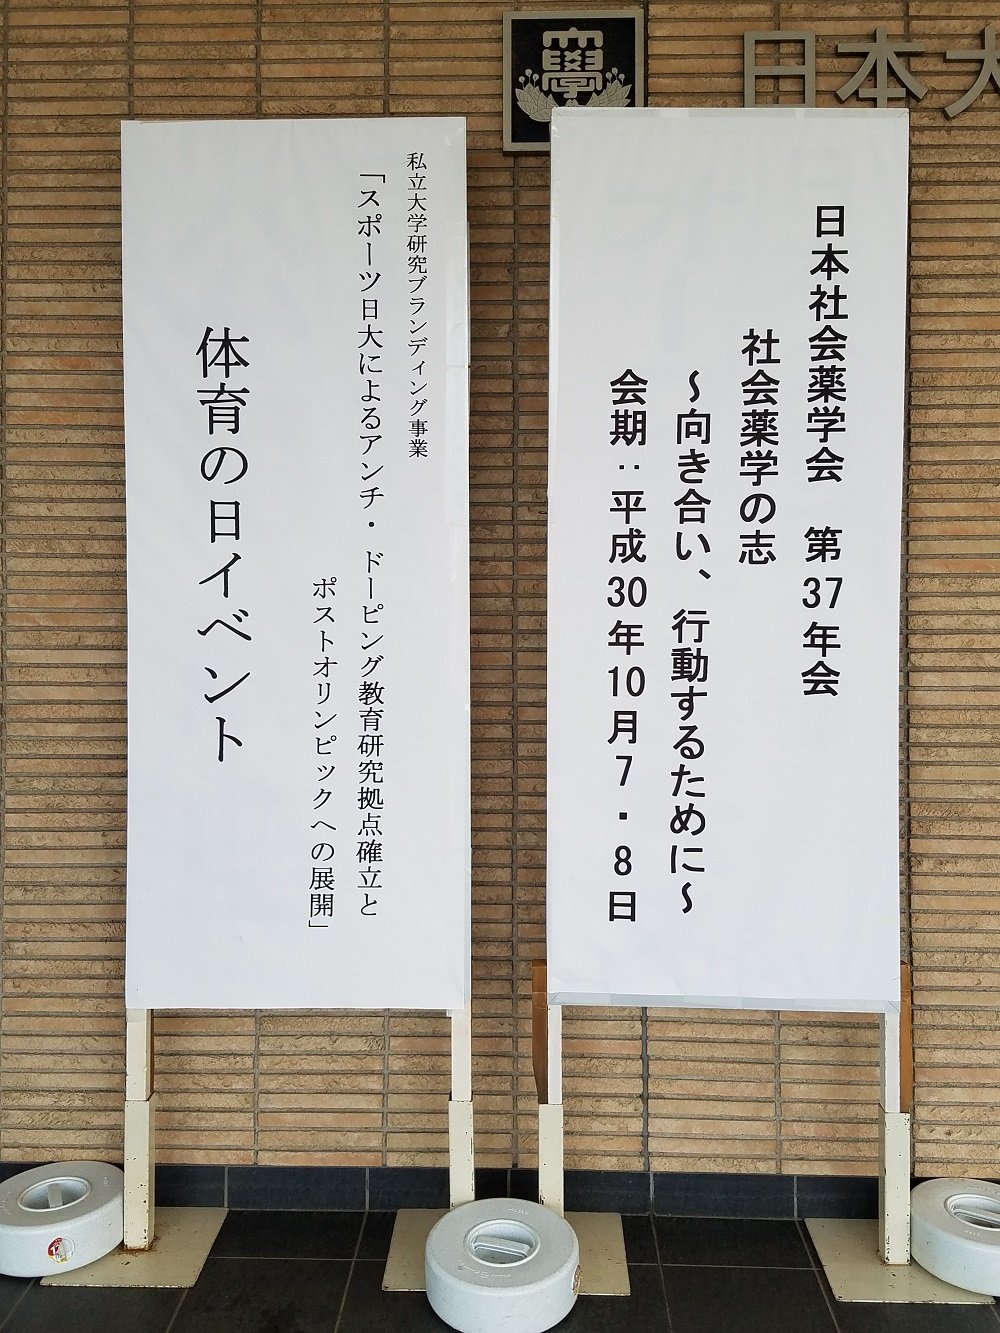 日本大
學
日本社会薬学会 第37年会
社会薬学の志
～向き合い、行動するために～
会期：平成30年10月7・8日
私立大学研究ブランディング事業
「スポーツ日大によるアンチ・ドーピング教育研究拠点確立と
ポストオリンピックへの展開」
体育の日イベント